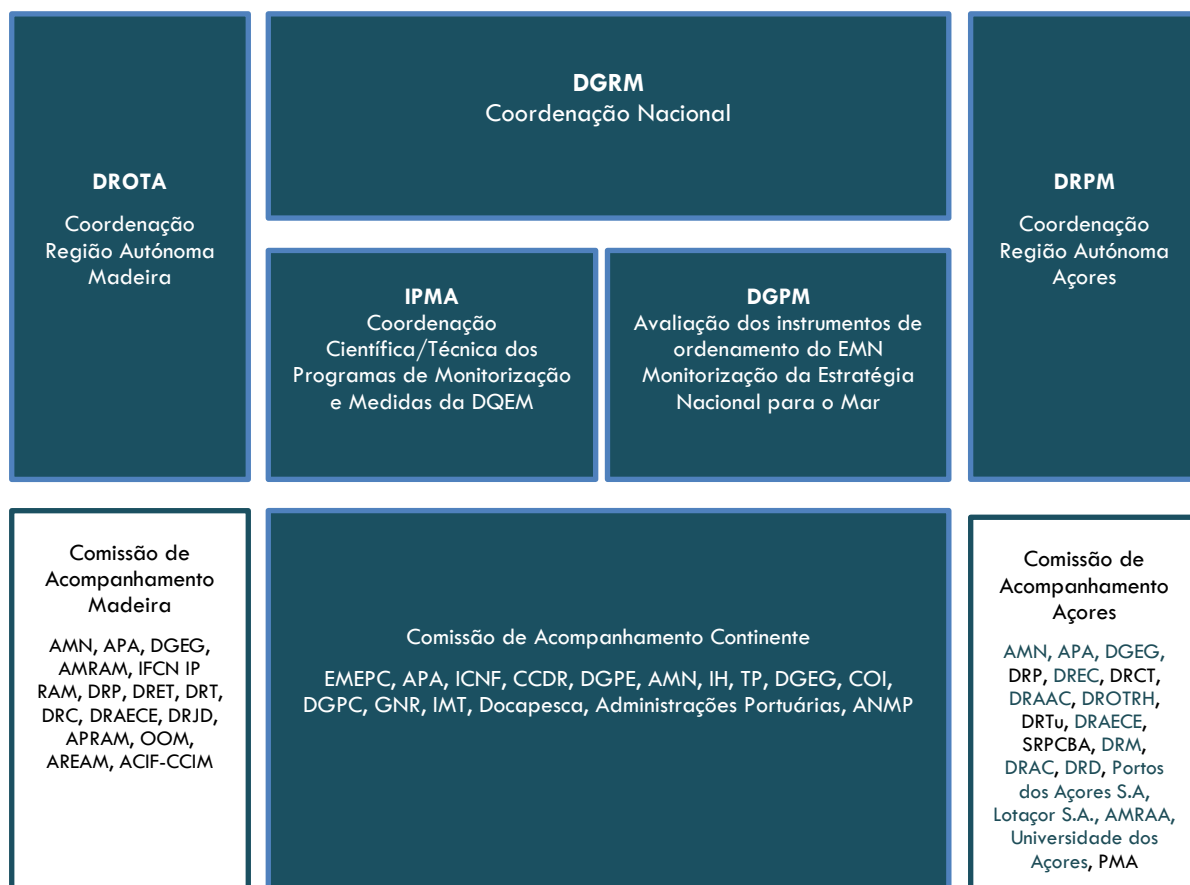 DGRM
Coordenação Nacional
DROTA
Coordenação
Região Autónoma
Madeira
DRPM
Coordenação
Região Autónoma
Açores
IPMA
Coordenação
Científica/Técnica dos
Programas de Monitorização
e Medidas da DQEM
DGPM
Avaliação dos instrumentos de
ordenamento do EMN
Monitorização da Estratégia
Nacional para o Mar
Comissão de
Acompanhamento
Madeira
AMN, APA, DGEG,
AMRAM, IFCN IP
RAM, DRP, DRET, DRT,
DRC, DRAECE, DRJD,
APRAM, OOM,
AREAM, ACIF-CCIM
Comissão de Acompanhamento Continente
EMEPC, APA, ICNF, CCDR, DGPE, AMN, IH, TP, DGEG, COI,
DGPC, GNR, IMT, Docapesca, Administrações Portuárias, ANMP
Comissão de
Acompanhamento
Açores
AMN, APA, DGEG,
DRP, DREC, DRCT,
DRAAC, DROTRH,
DRTu, DRAECE,
SRPCBA, DRM,
DRAC, DRD, Portos
dos Açores S.A,
Lotaçor S.A., AMRAA,
Universidade dos
Açores, PMA